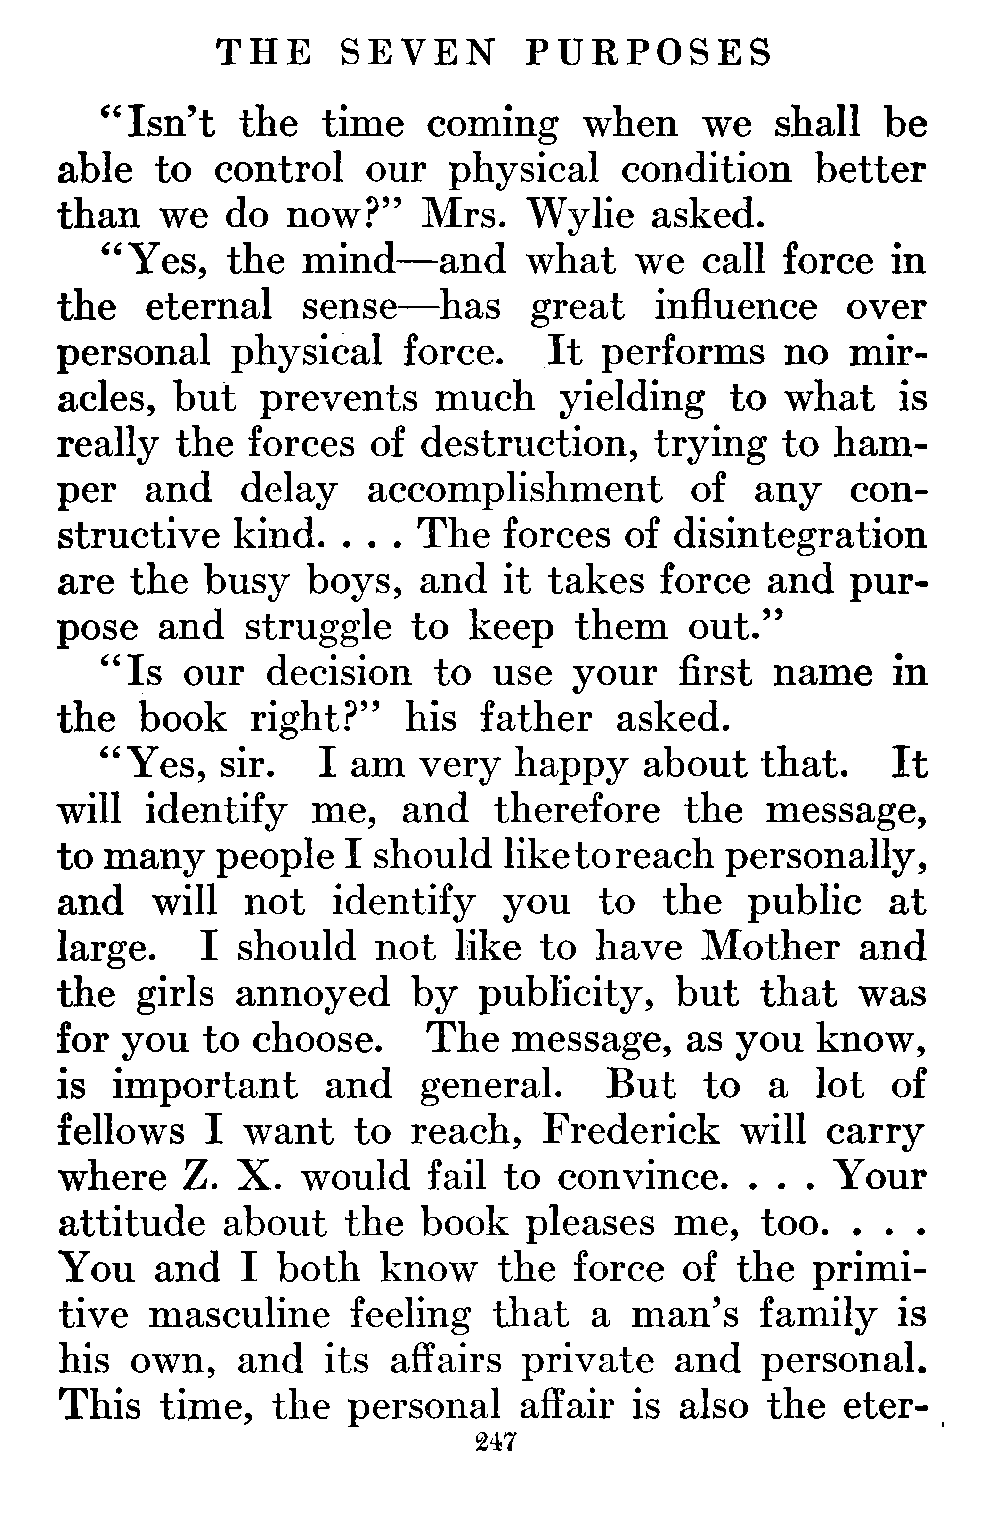 THE SEVEN PURPOSES
“Isn’t the time coming when we shall be
able to control our physical condition better
than we do now?” Mrs. Wylie asked.
“Yes, the mind—and what we call force in
the eternal sense—has great influence over
personal physical force. It performs no mir-
acles, but prevents much yielding to what is
really the forces of destruction, trying to ham-
per and delay accomplishment of any con-
structive kind. . . . The forces of disintegration
are the busy boys, and it takes force and pur-
pose and struggle to keep them out.”
“Is our decision to use your first name in
the book right?” his father asked.
“Yes, sir. I am very happy about that. It
will identify me, and therefore the message,
to many people I should like to reach personally,
and will not identify you to the public at
large. I should not like to have Mother and
the girls annoyed by publicity, but that was
for you to choose. The message, as you know,
is important and general. But to a lot of
fellows I want to reach, Frederick will carry
where Z. X. would fail to convince. . . . Your
attitude about the book pleases me, too. . . .
You and I both know the force of the primi-
tive masculine feeling that a man’s family is
his own, and its affairs private and personal.
This time, the personal affair is also the eter-
247